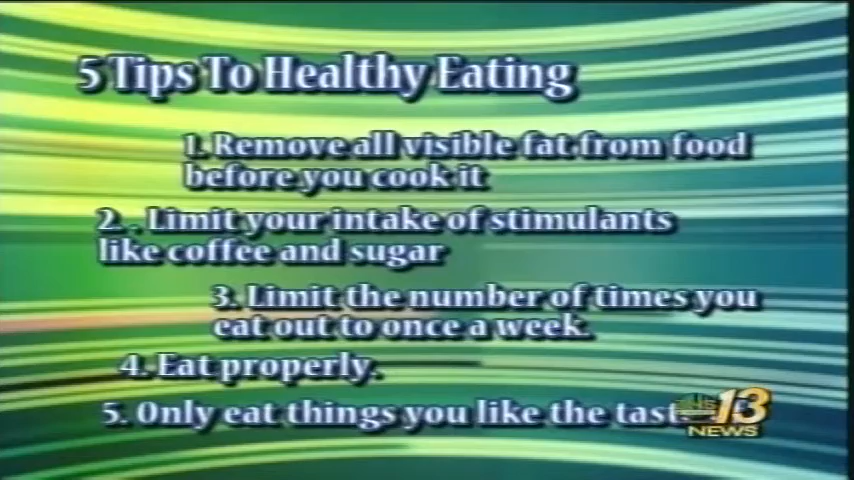 5 Tips To Healthy Eating
1. Remove all visible fat from food
before you cook it
2. . Limit your intake of stimulants
like coffee and sugar
3. Limit the number of times you
eat out to once a week.
4. Eat properly.
5. Only eat things you like the tast
13
NEWS